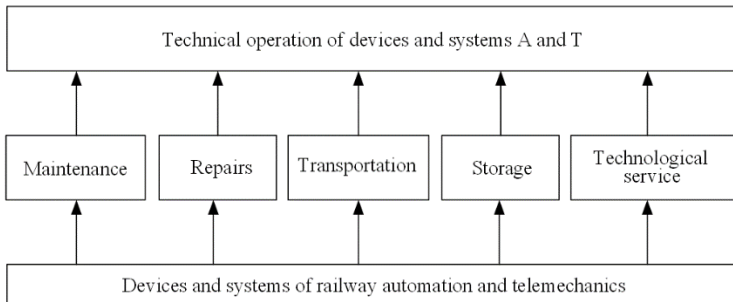 Technical operation of devices and systems A and T
Maintenance
Repairs
Transportation
Storage
Technological
service
Devices and systems of railway automation and telemechanics